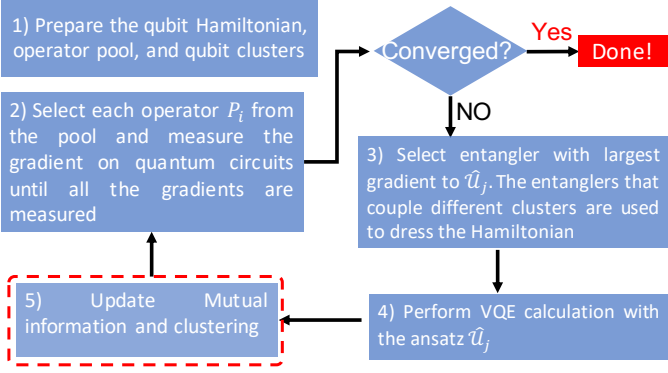 1) Prepare the qubit Hamiltonian,
operator pool, and qubit clusters
Converged?
Yes
Done!
NO
2) Select each operator P_i from
the pool and measure the
gradient on quantum circuits
until all the gradients are
measured
3) Select entangler with largest
gradient to 𝒰̂_j. The entanglers that
couple different clusters are used
to dress the Hamiltonian
4) Perform VQE calculation with
the ansatz 𝒰̂_j
5) Update Mutual
information and clustering